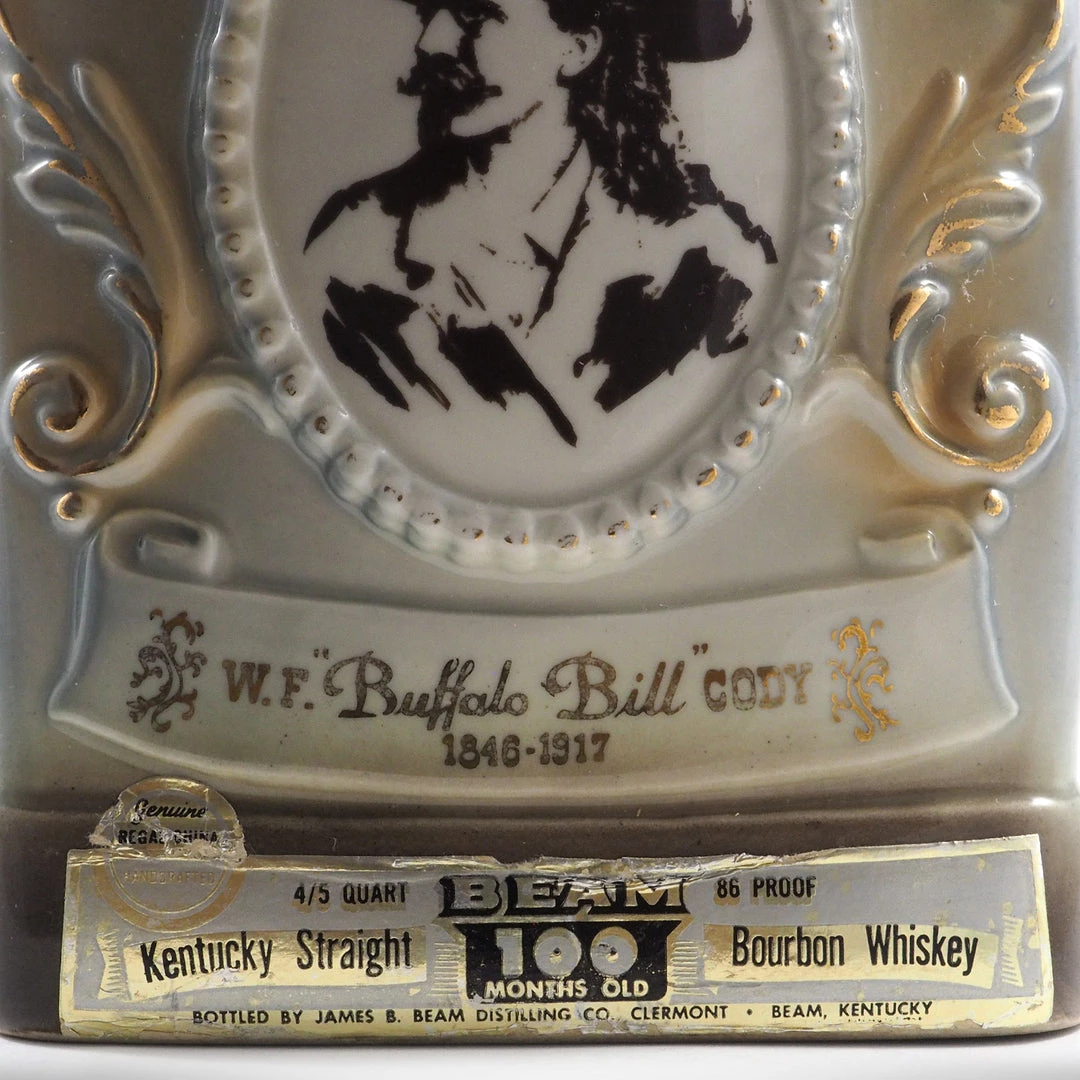 W.F. "Buffalo Bill" CODY
1846-1917
Genuine
REGAL CHINA
HANDCRAFTED
4/5 QUART BEAM 86 PROOF
Kentucky Straight 100 Bourbon Whiskey
MONTHS OLD
BOTTLED BY JAMES B. BEAM DISTILLING CO. CLERMONT • BEAM, KENTUCKY